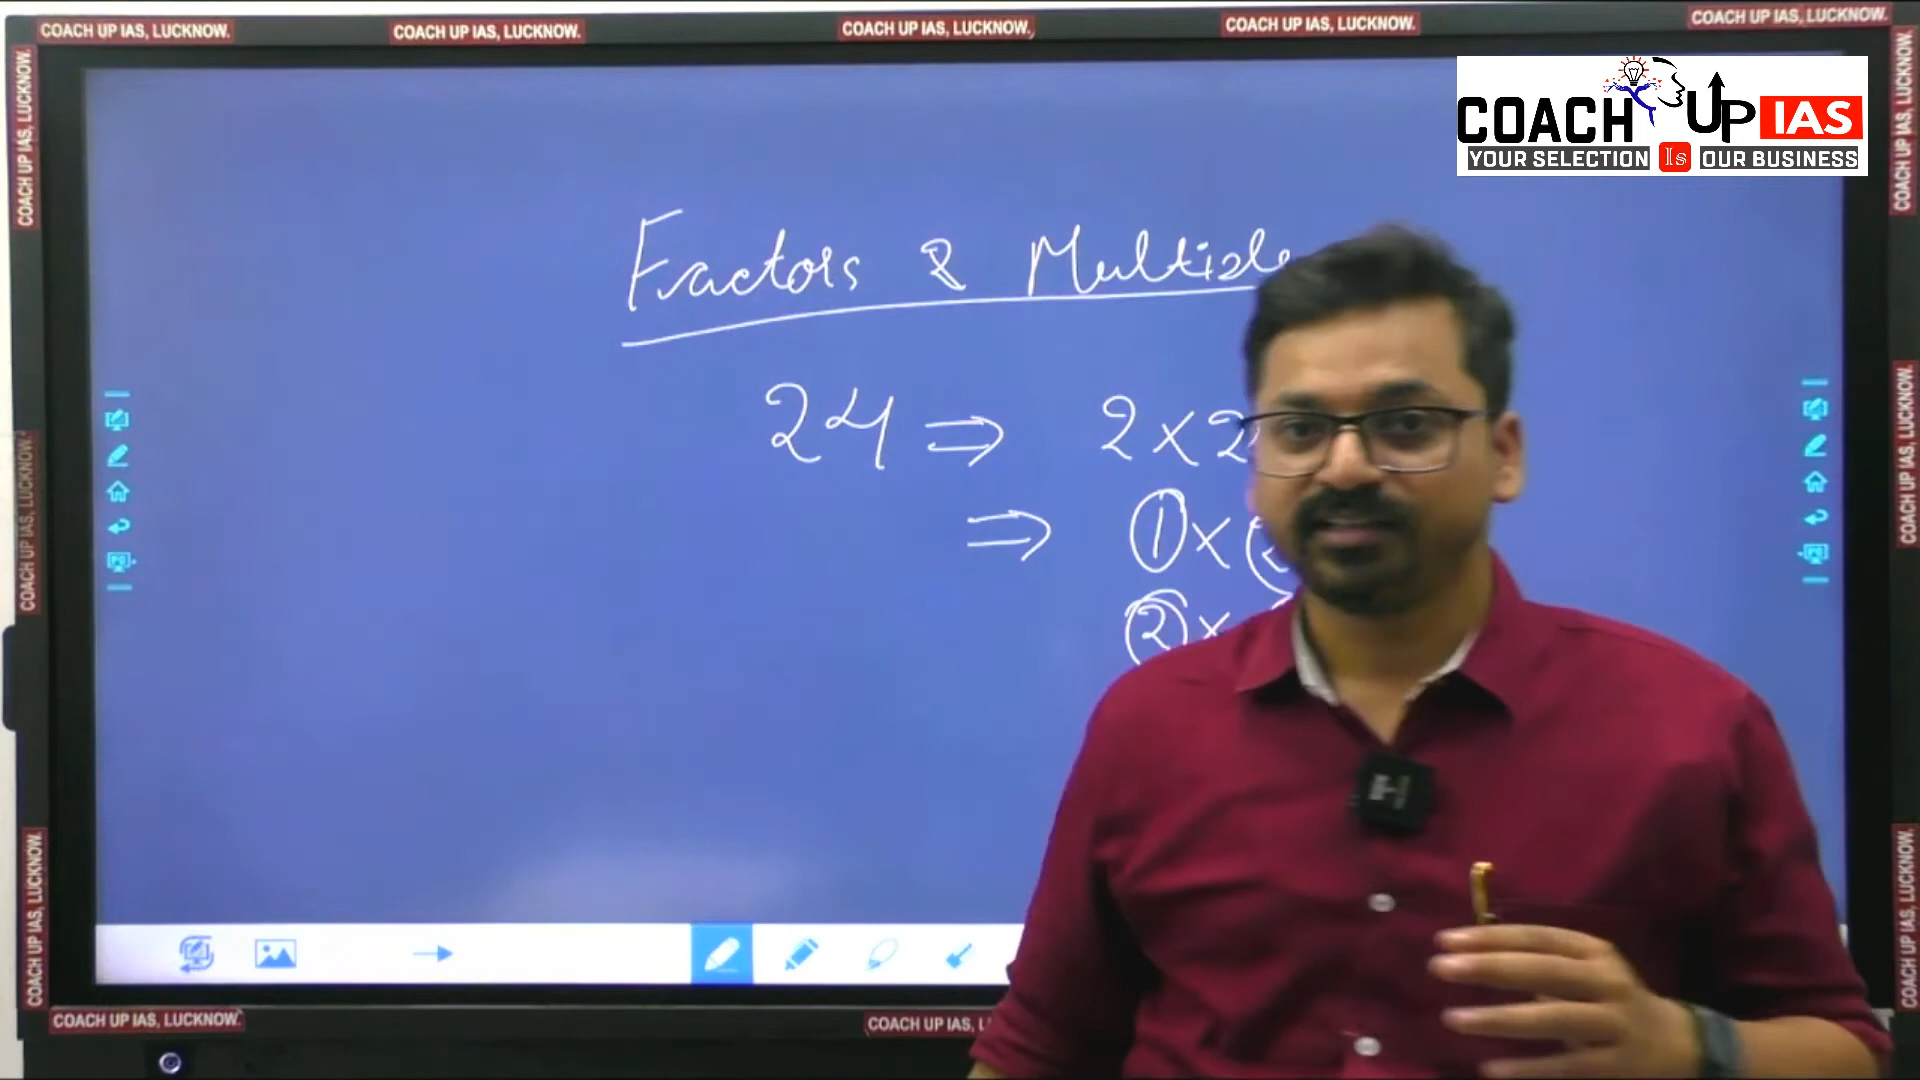 COACH UP IAS, LUCKNOW. COACH UP IAS, LUCKNOW. COACH UP IAS, LUCKNOW. COACH UP IAS, LUCKNOW. COACH UP IAS, LUCKNOW.
COACH UP IAS
YOUR SELECTION Is OUR BUSINESS
COACH UP IAS, LUCKNOW.
COACH UP IAS, LUCKNOW.
Factors & Multiple
24 ⇒ 2×2
⇒ 1×
2×
COACH UP IAS, LUCKNOW.
COACH UP IAS, LUCKNOW.
COACH UP IAS, LUCKNOW.
COACH UP IAS, LUCKNOW.
COACH UP IAS, LUCKNOW. COACH UP IAS, L